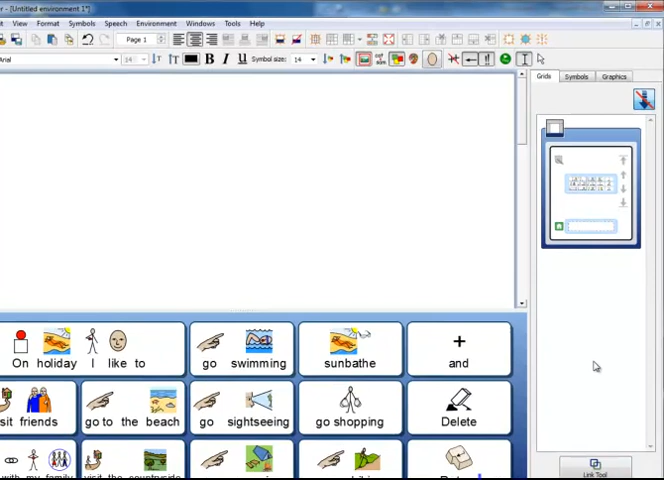 er - [Untitled environment 1*]
View Format Symbols Speech Environment Windows Tools Help
Page 1
Arial 14 B I U Symbol size: 14
Grids Symbols Graphics
On holiday I like to
go swimming
sunbathe
and
sit friends
go to the beach
go sightseeing
go shopping
Delete
with my family
visit the countryside
Link Tool